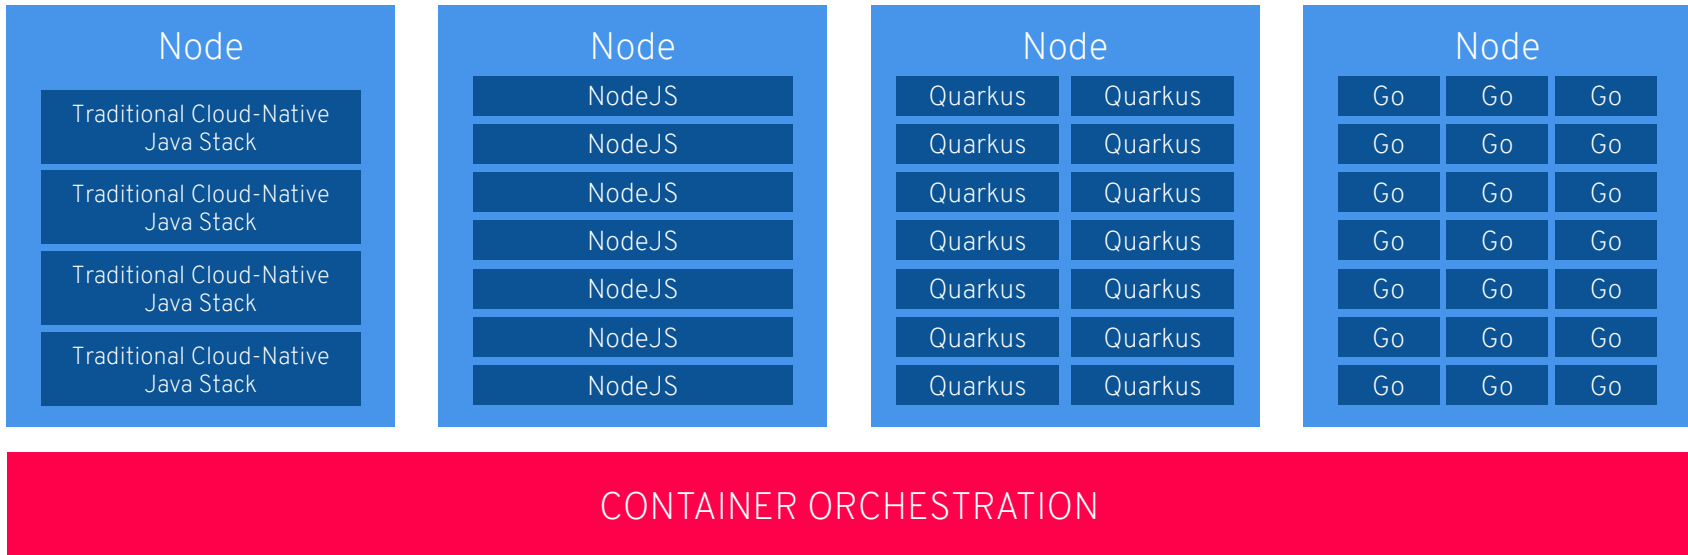 Node
Traditional Cloud-Native
Java Stack
Traditional Cloud-Native
Java Stack
Traditional Cloud-Native
Java Stack
Traditional Cloud-Native
Java Stack
Node
NodeJS
NodeJS
NodeJS
NodeJS
NodeJS
NodeJS
NodeJS
Node
Quarkus Quarkus
Quarkus Quarkus
Quarkus Quarkus
Quarkus Quarkus
Quarkus Quarkus
Quarkus Quarkus
Quarkus Quarkus
Node
Go Go Go
Go Go Go
Go Go Go
Go Go Go
Go Go Go
Go Go Go
Go Go Go
CONTAINER ORCHESTRATION